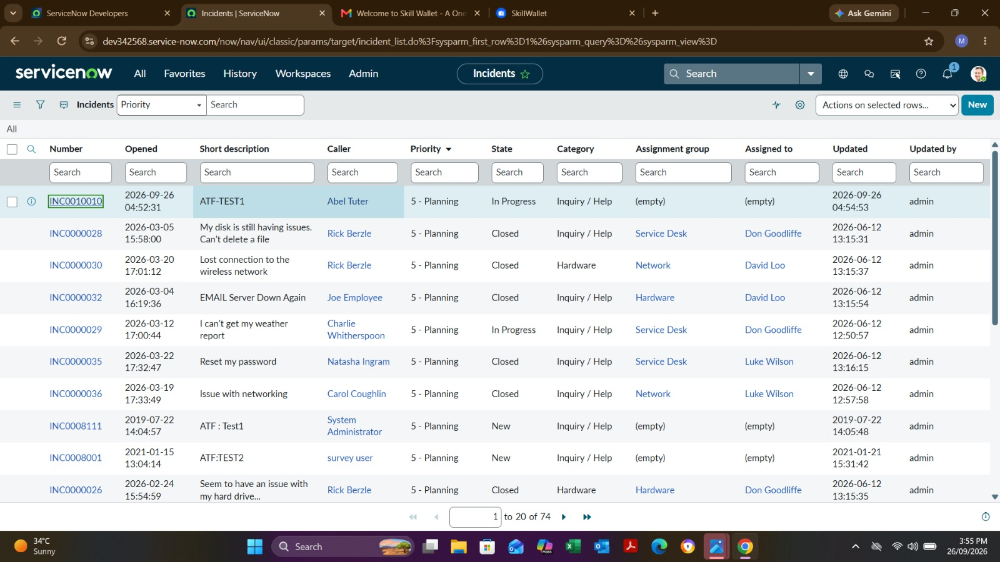 ServiceNow Developers
Incidents | ServiceNow
Welcome to Skill Wallet - A One
SkillWallet
Ask Gemini
dev342568.service-now.com/now/nav/ui/classic/params/target/incident_list.do%3Fsysparm_first_row%3D1%26sysparm_query%3D%26sysparm_view%3D
M
servicenow All Favorites History Workspaces Admin Incidents Search 1
Incidents Priority Search Actions on selected rows... New
All
Number Opened Short description Caller Priority State Category Assignment group Assigned to Updated Updated by
Search Search Search Search Search Search Search Search Search Search Search
INC0010010 2026-09-26 04:52:31 ATF-TEST1 Abel Tuter 5 - Planning In Progress Inquiry / Help (empty) (empty) 2026-09-26 04:54:53 admin
INC0000028 2026-03-05 15:58:00 My disk is still having issues. Can't delete a file Rick Berzle 5 - Planning Closed Inquiry / Help Service Desk Don Goodliffe 2026-06-12 13:15:31 admin
INC0000030 2026-03-20 17:01:12 Lost connection to the wireless network Rick Berzle 5 - Planning Closed Hardware Network David Loo 2026-06-12 13:15:37 admin
INC0000032 2026-03-04 16:19:36 EMAIL Server Down Again Joe Employee 5 - Planning Closed Inquiry / Help Hardware David Loo 2026-06-12 13:15:54 admin
INC0000029 2026-03-12 17:00:44 I can't get my weather report Charlie Whitherspoon 5 - Planning In Progress Inquiry / Help Service Desk Don Goodliffe 2026-06-12 12:50:57 admin
INC0000035 2026-03-22 17:32:47 Reset my password Natasha Ingram 5 - Planning Closed Inquiry / Help Service Desk Luke Wilson 2026-06-12 13:16:15 admin
INC0000036 2026-03-19 17:33:49 Issue with networking Carol Coughlin 5 - Planning Closed Inquiry / Help Network Luke Wilson 2026-06-12 12:57:58 admin
INC0008111 2019-07-22 14:04:57 ATF : Test1 System Administrator 5 - Planning New Inquiry / Help (empty) (empty) 2019-07-22 14:05:48 admin
INC0008001 2021-01-15 13:04:14 ATF:TEST2 survey user 5 - Planning New Inquiry / Help (empty) (empty) 2021-01-21 15:31:42 admin
INC0000026 2026-02-24 15:54:59 Seem to have an issue with my hard drive... Rick Berzle 5 - Planning Closed Hardware Hardware Don Goodliffe 2026-06-12 13:15:35 admin
1 to 20 of 74
34°C
Sunny
Search
M365
3:55 PM
26/09/2026